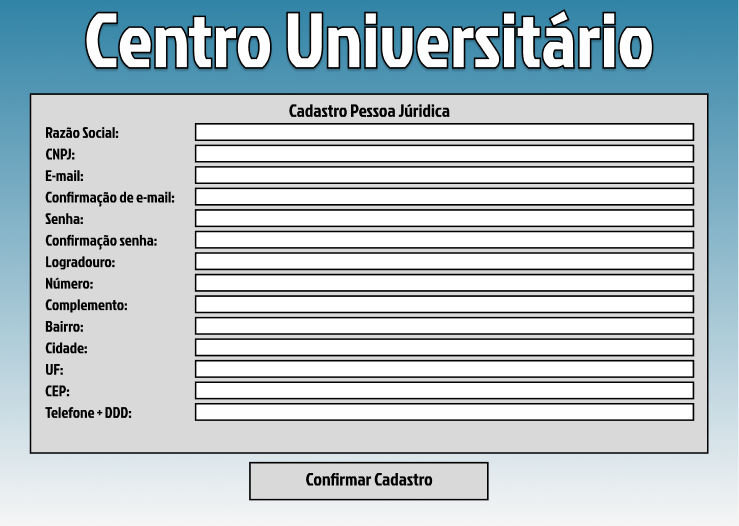 Centro Universitário
Cadastro Pessoa Júridica
Razão Social:
CNPJ:
E-mail:
Confirmação de e-mail:
Senha:
Confirmação senha:
Logradouro:
Número:
Complemento:
Bairro:
Cidade:
UF:
CEP:
Telefone + DDD:
Confirmar Cadastro